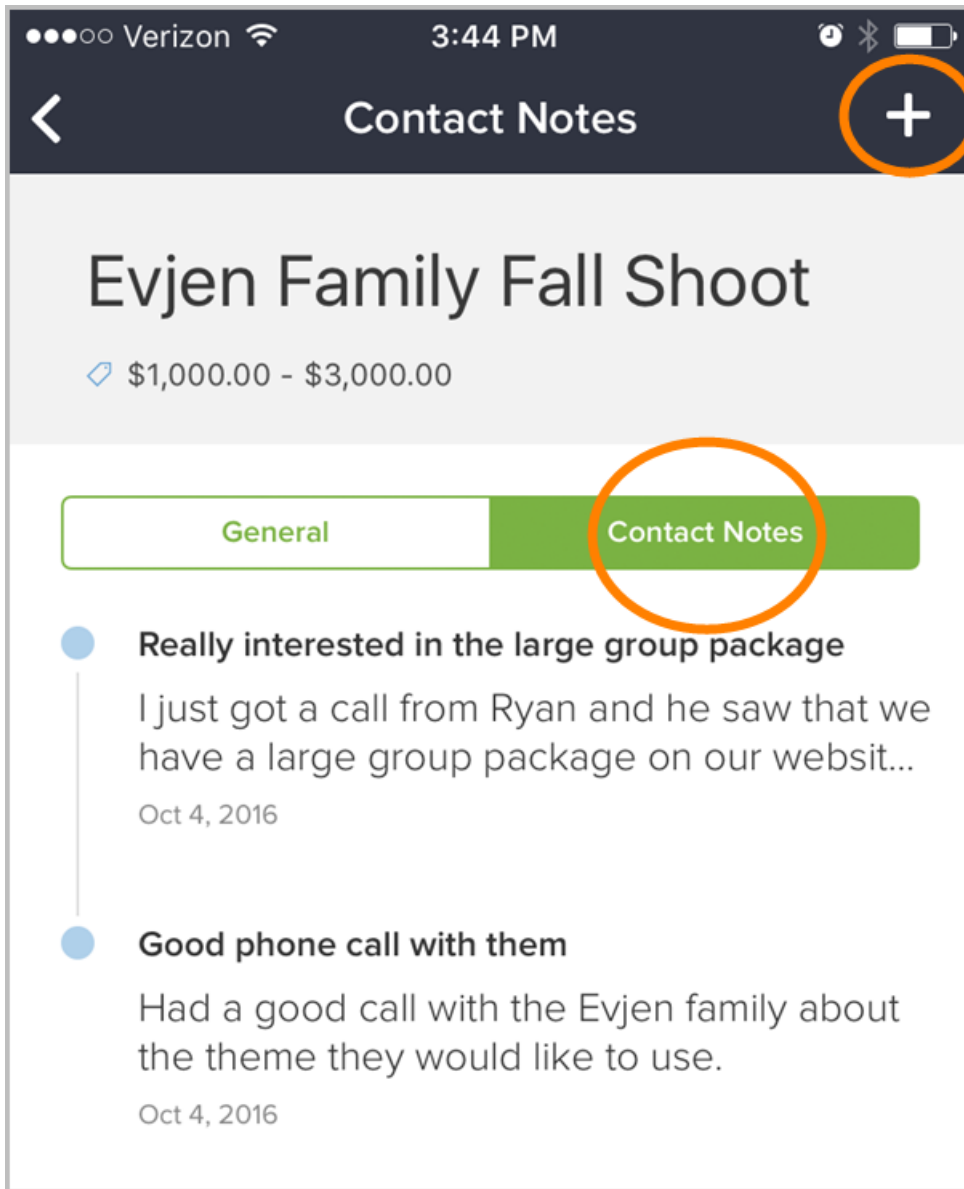 Verizon 3:44 PM
Contact Notes
Evjen Family Fall Shoot
$1,000.00 - $3,000.00
General Contact Notes
Really interested in the large group package
I just got a call from Ryan and he saw that we
have a large group package on our websit...
Oct 4, 2016
Good phone call with them
Had a good call with the Evjen family about
the theme they would like to use.
Oct 4, 2016